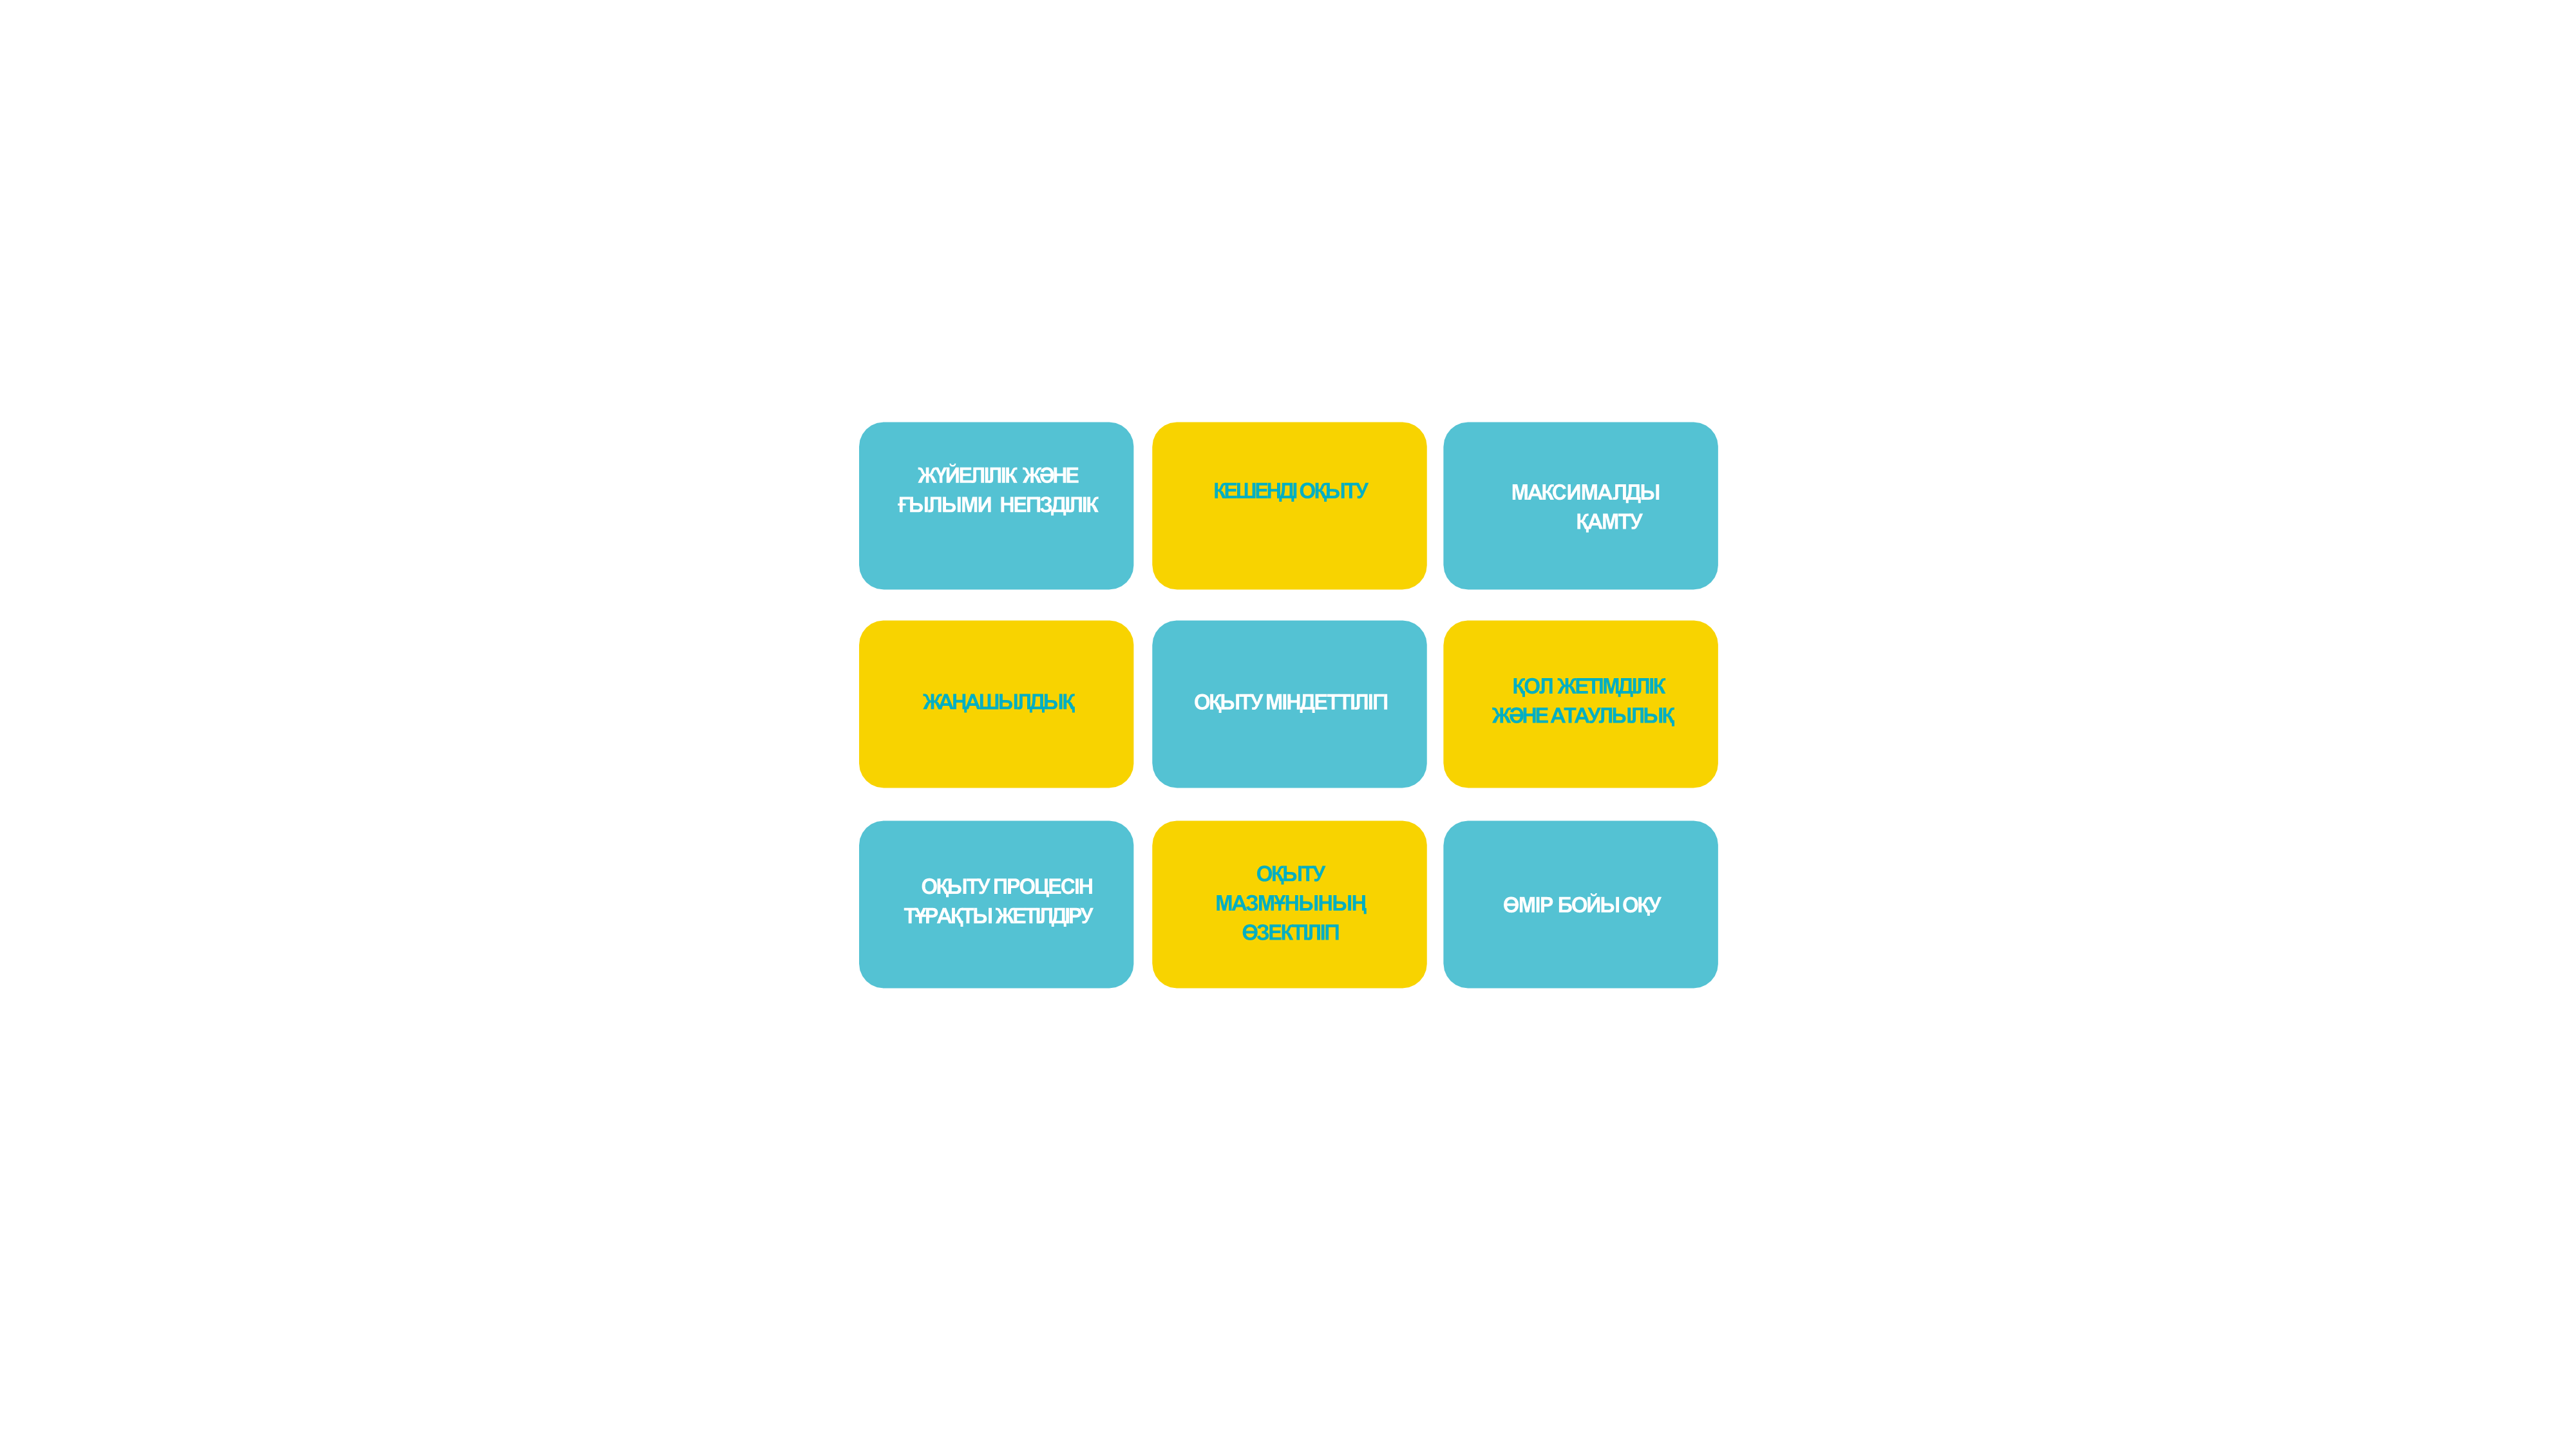 ЖҮЙЕЛІЛІК ЖӘНЕ
ҒЫЛЫМИ НЕГІЗДІЛІК
КЕШЕНДІ ОҚЫТУ
МАКСИМАЛДЫ
ҚАМТУ
ЖАҢАШЫЛДЫҚ
ОҚЫТУ МІНДЕТТІЛІГІ
ҚОЛ ЖЕТІМДІЛІК
ЖӘНЕ АТАУЛЫЛЫҚ
ОҚЫТУ ПРОЦЕСІН
ТҰРАҚТЫ ЖЕТІЛДІРУ
ОҚЫТУ
МАЗМҰНЫНЫҢ
ӨЗЕКТІЛІГІ
ӨМІР БОЙЫ ОҚУ